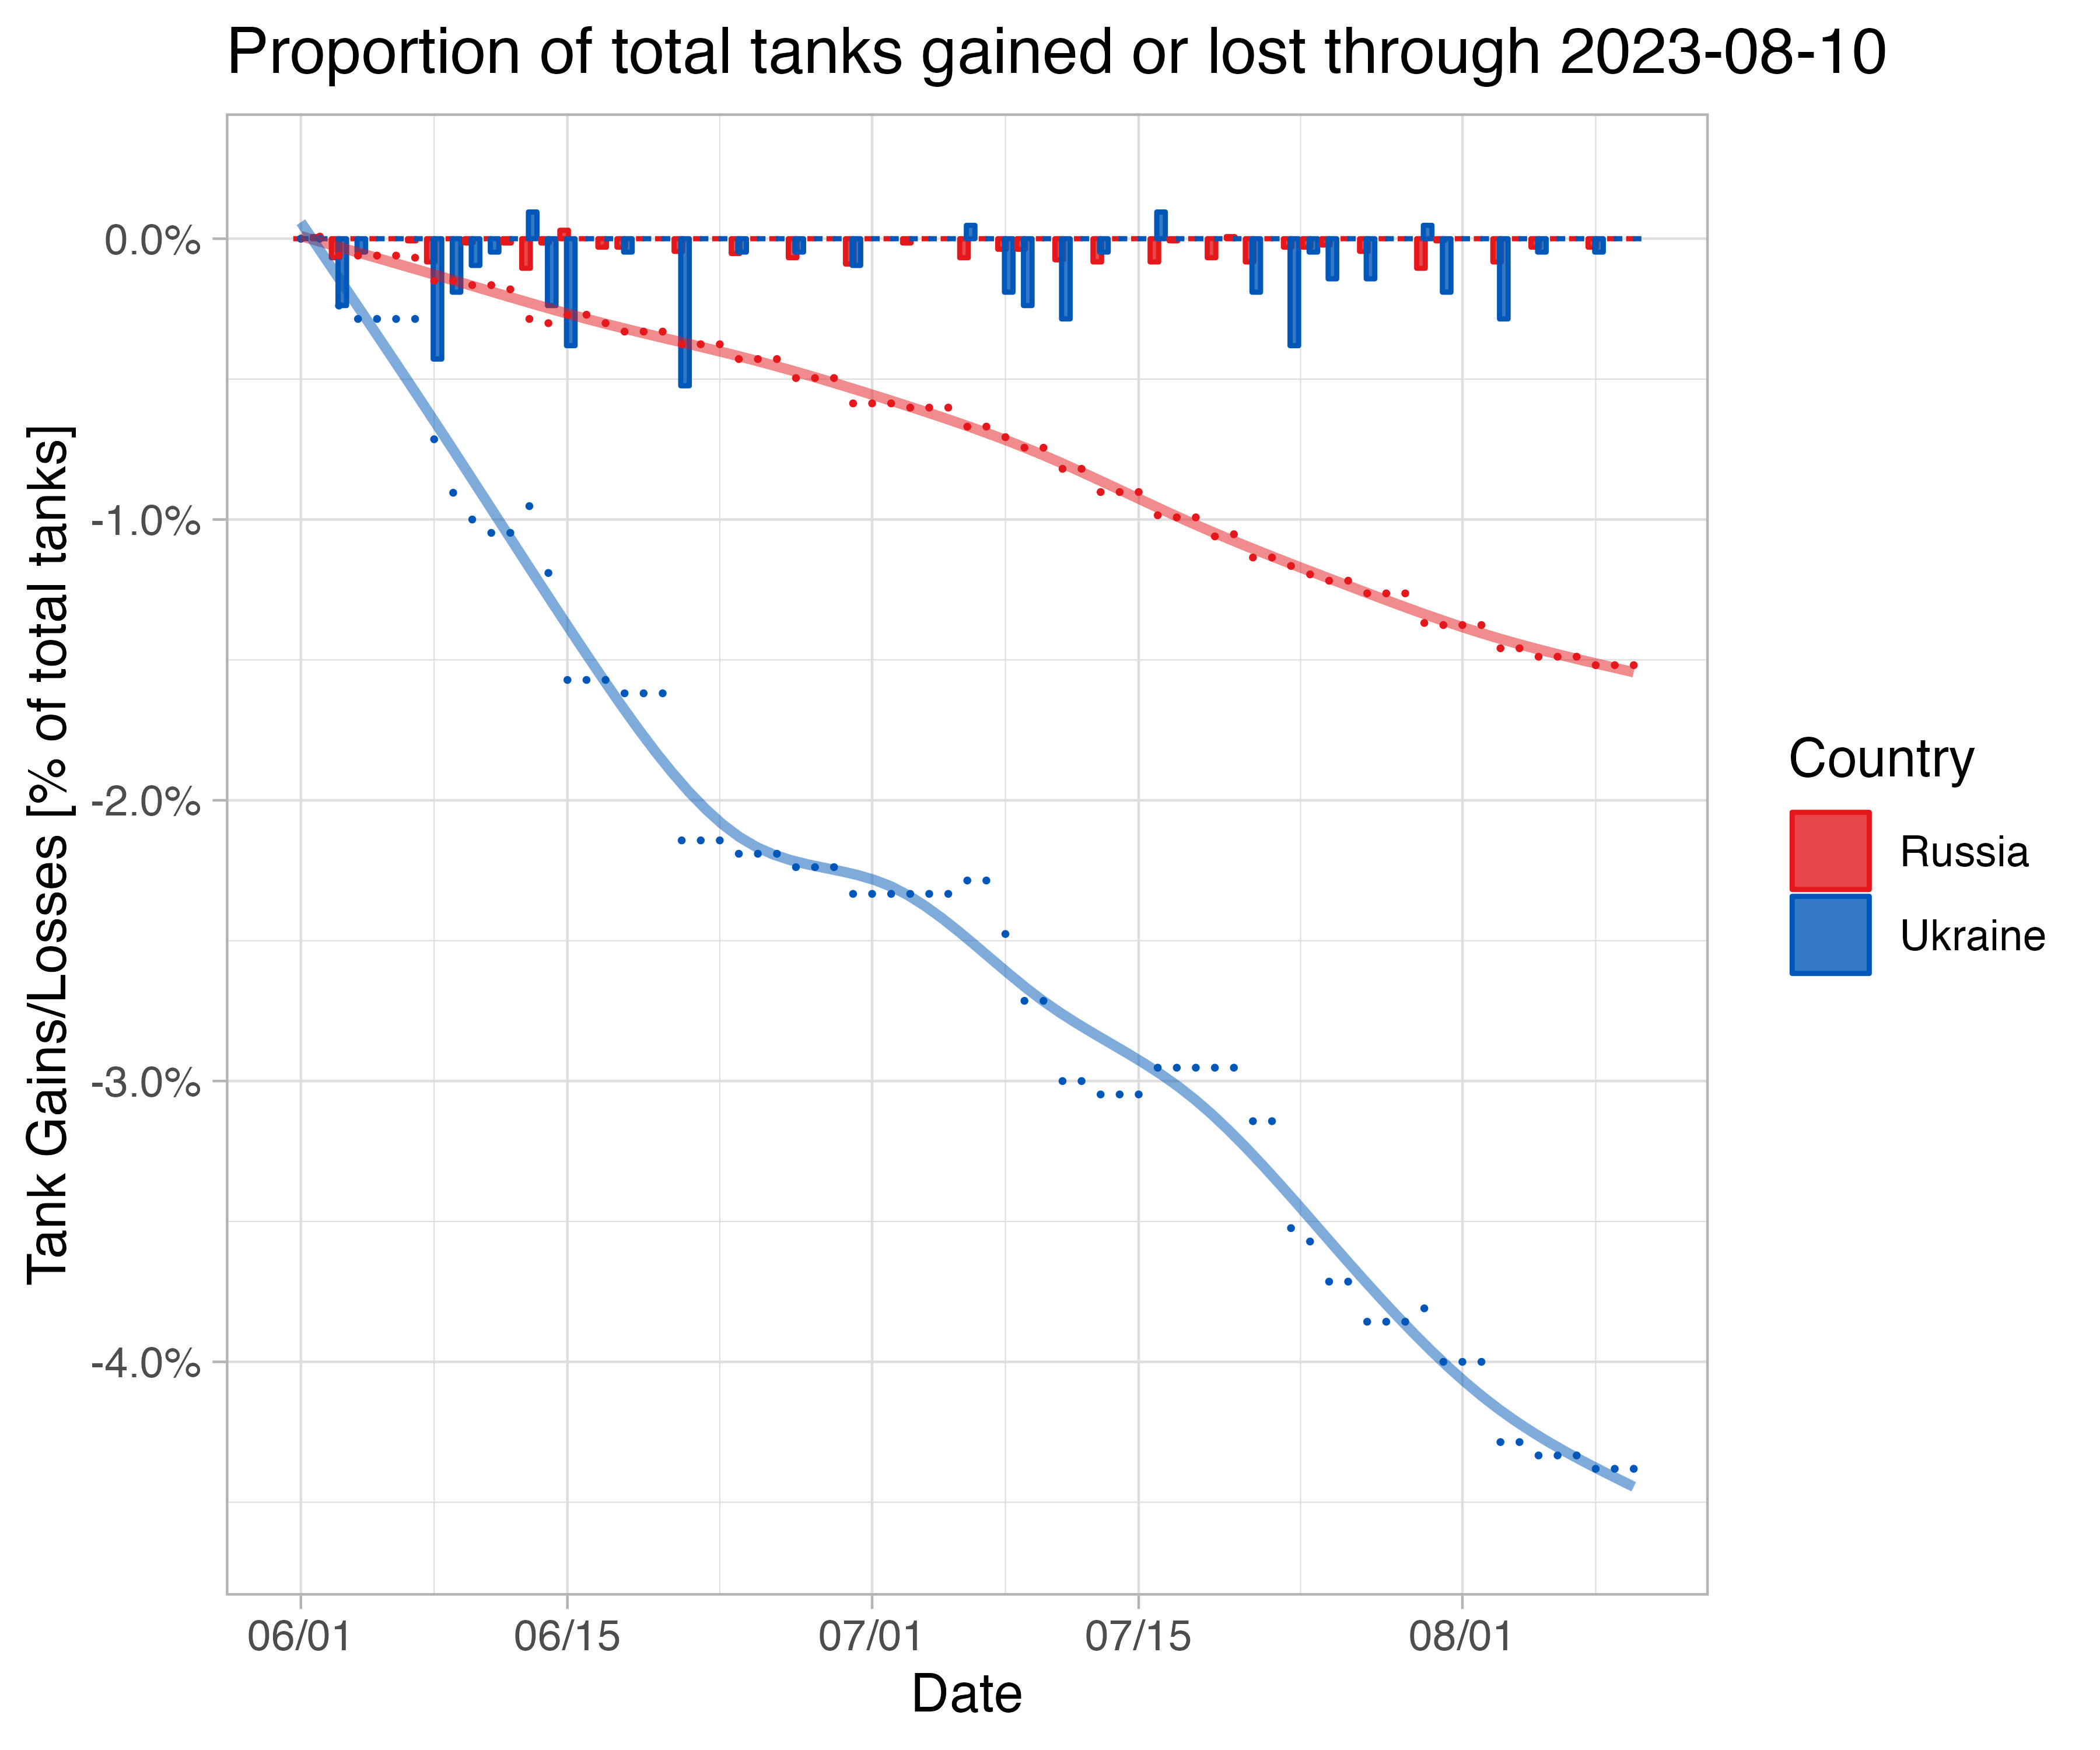 Proportion of total tanks gained or lost through 2023-08-10
Tank Gains/Losses [% of total tanks]
0.0%
-1.0%
-2.0%
-3.0%
-4.0%
06/01
06/15
07/01
07/15
08/01
Date
Country
Russia
Ukraine